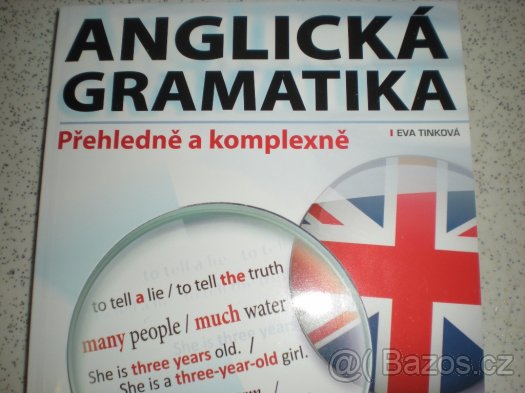 ANGLICKÁ
GRAMATIKA
Přehledně a komplexně
EVA TINKOVÁ
to tell a lie / to tell the truth
many people / much water
She is three years old. /
She is a three-year-old girl.
Bazos.cz